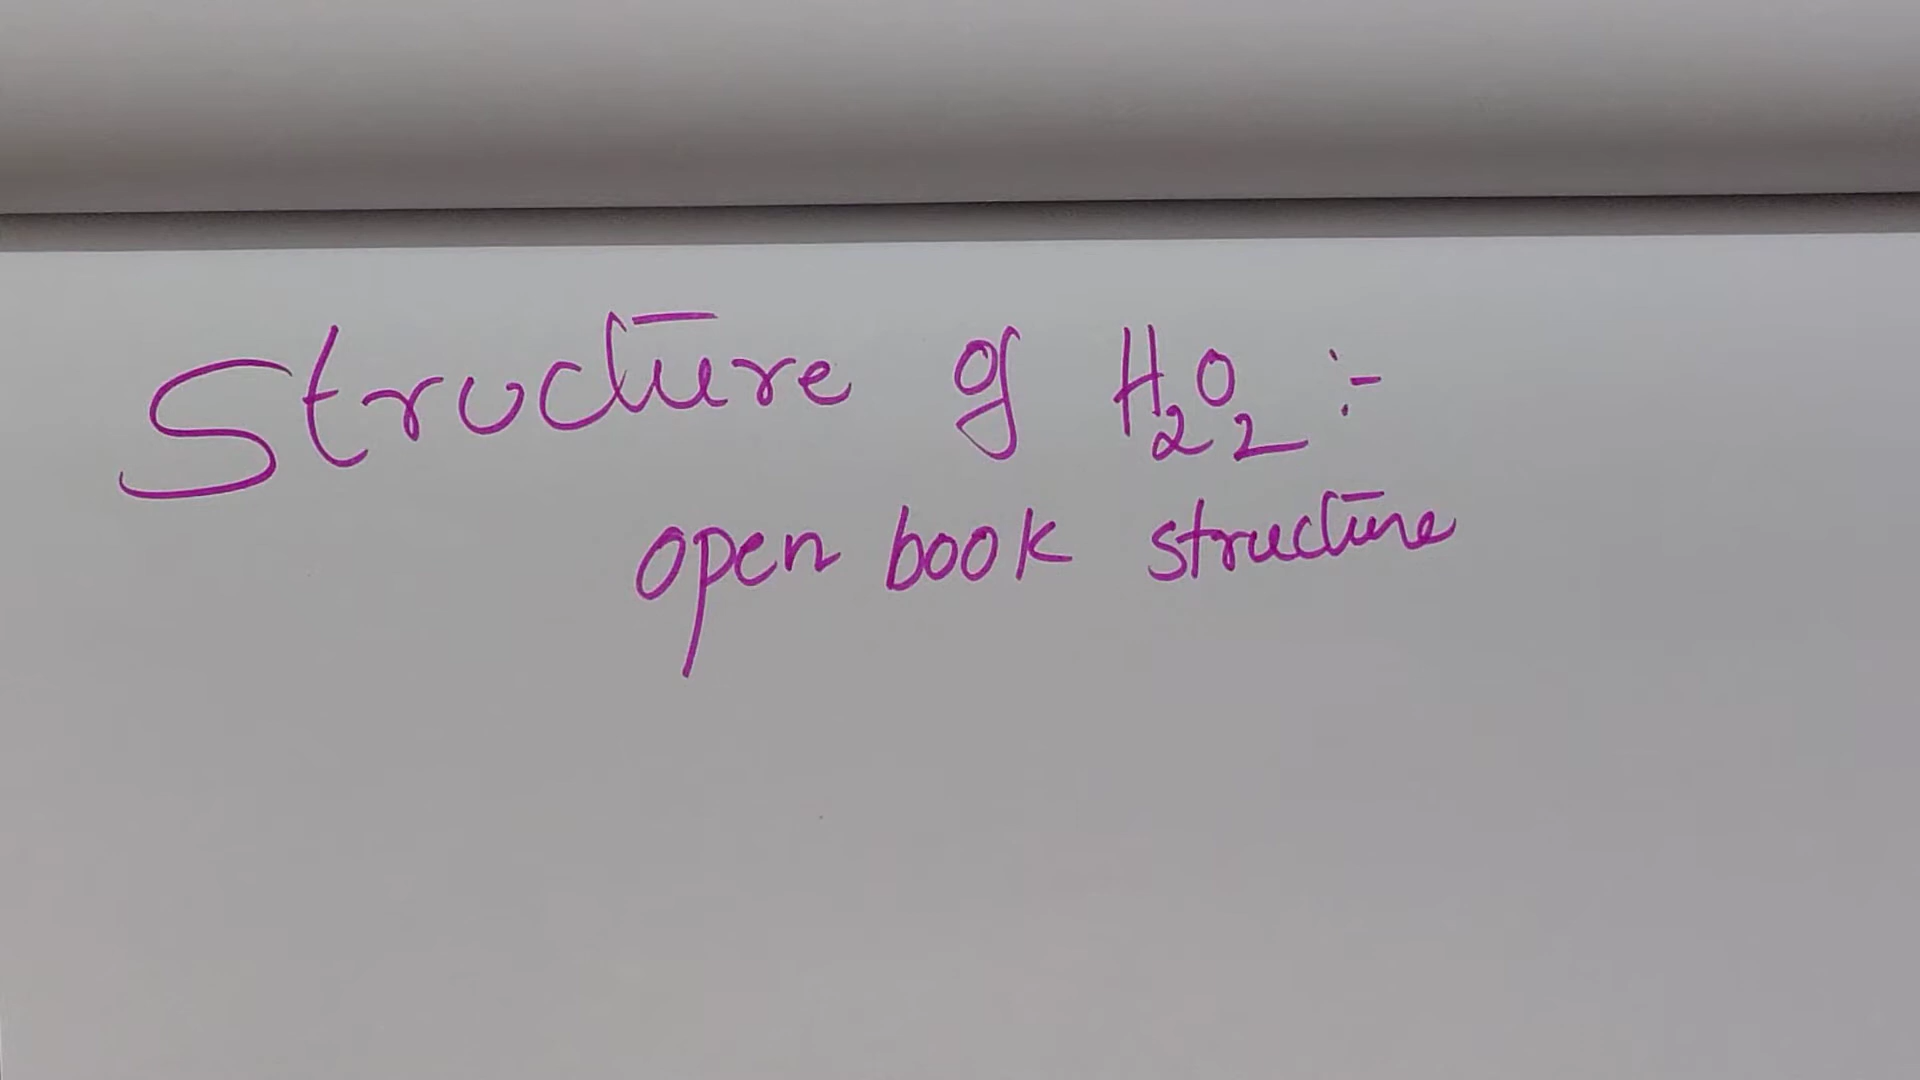 Structure of H₂O₂ :-
open book structure